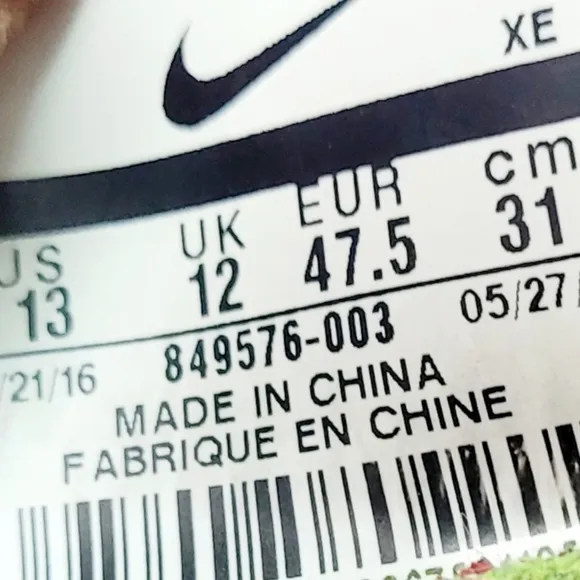 XE
US UK EUR cm
13 12 47.5 31
/21/16 849576-003 05/27/
MADE IN CHINA
FABRIQUE EN CHINE